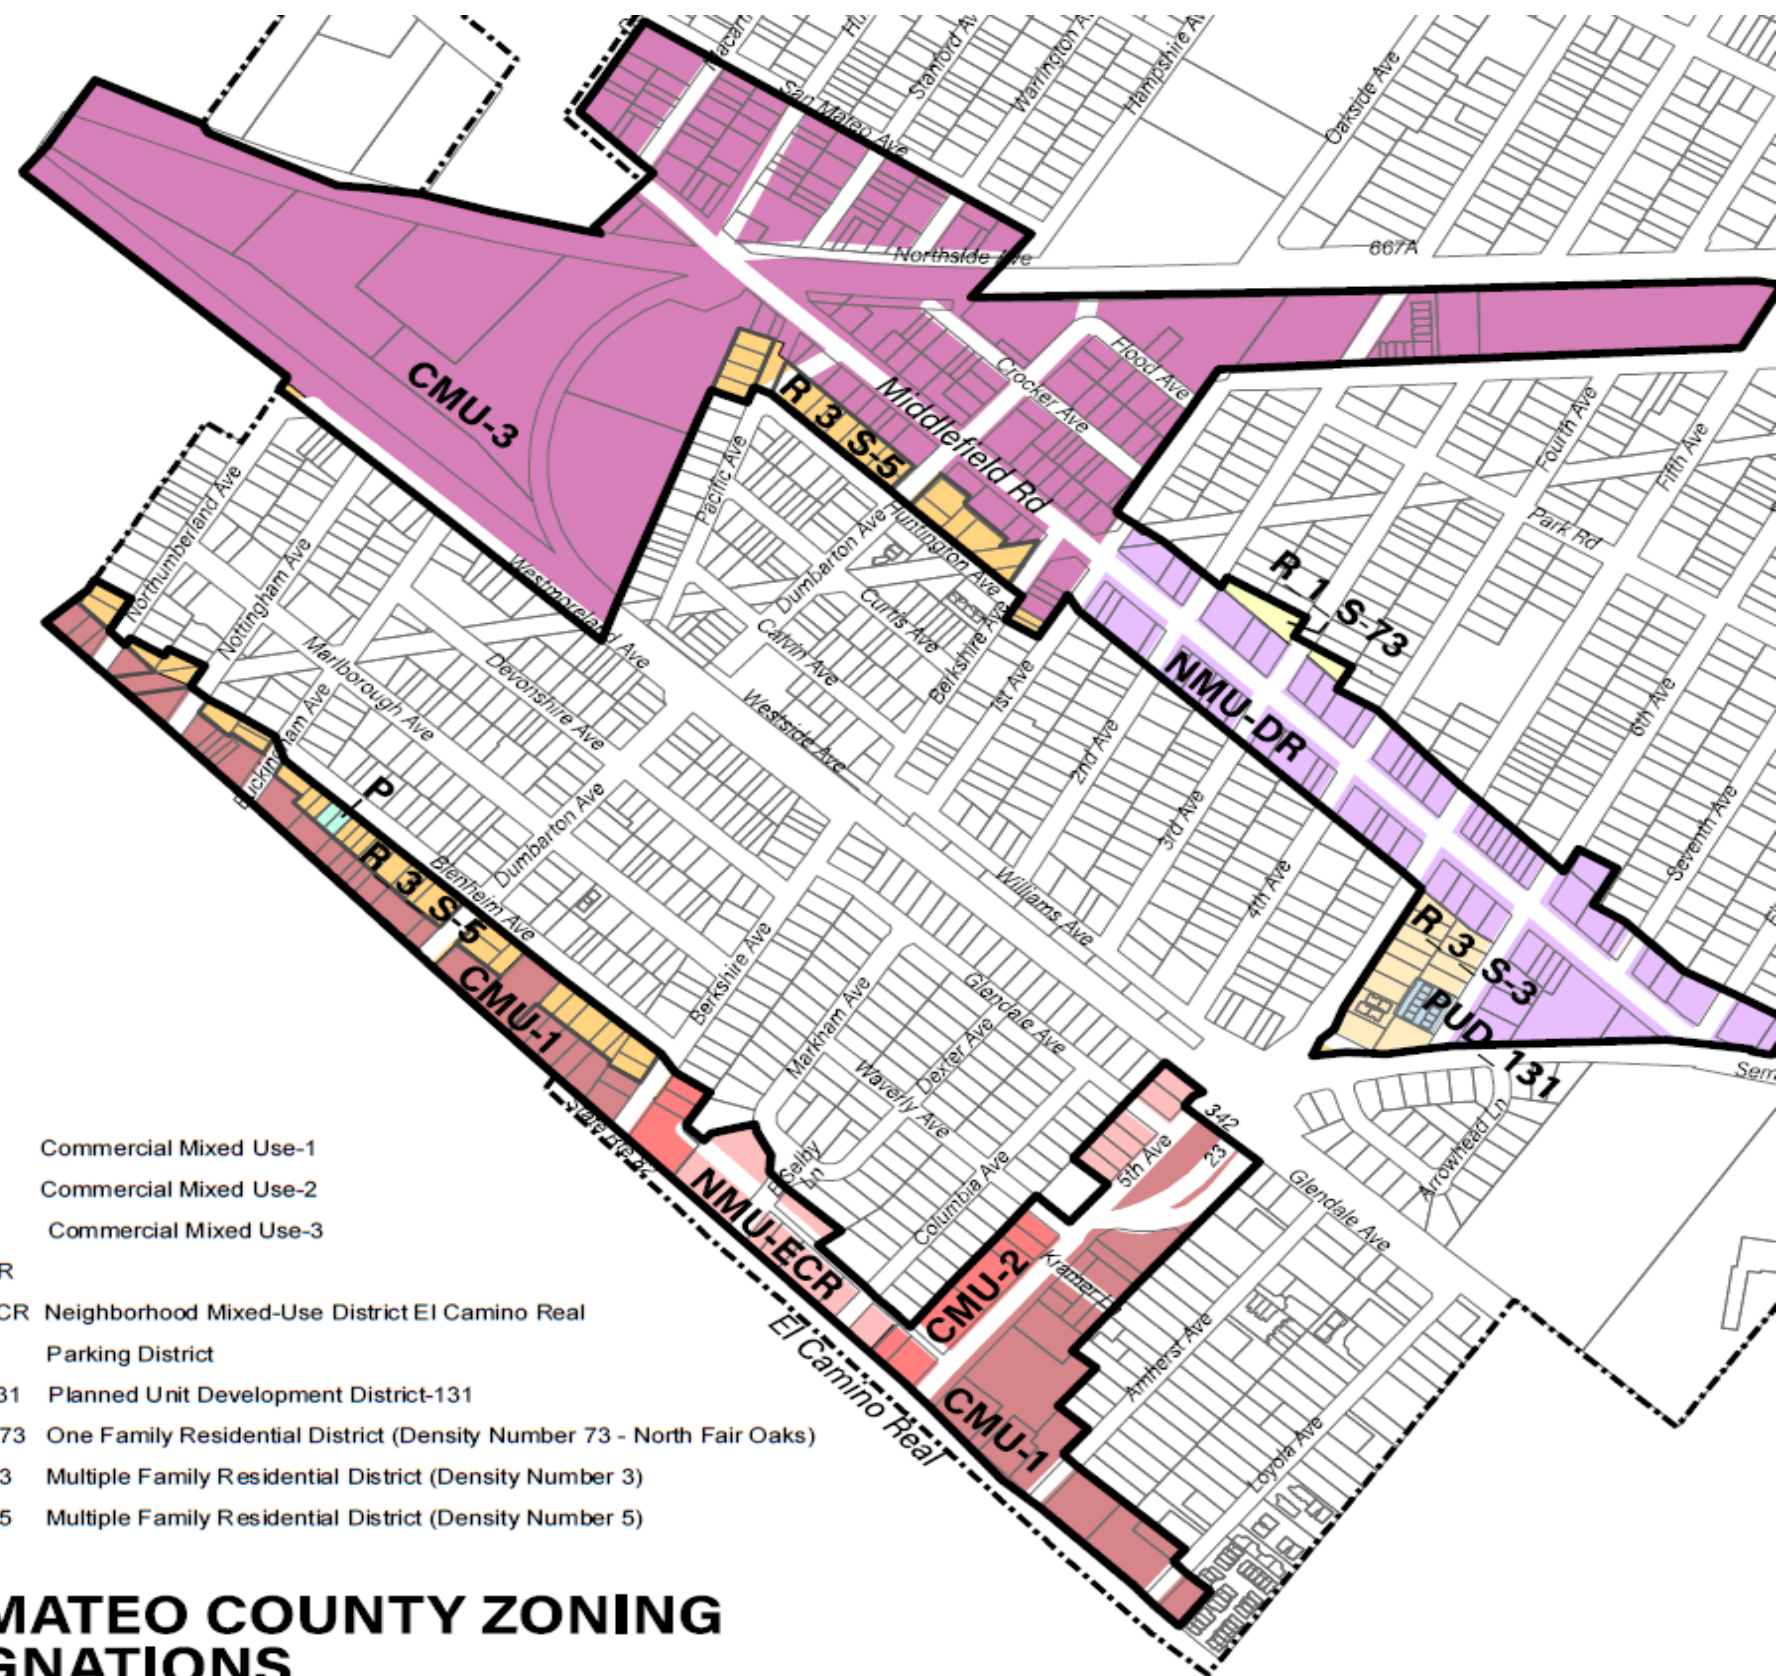 Stanford Av
Warrington A
Hampshire Av
Oakside Ave
San Mateo Ave
Northside Ave
667A
CMU-3
Flood Ave
Crocker Ave
Middlefield Rd
R 3 S-5
Fourth Ave
Fifth Ave
Park Rd
Pacific Ave
Northumberland Ave
Nottingham Ave
Westmoreland Ave
Huntington Ave
Dumbarton Ave
Curtis Ave
Calvin Ave
Berkshire Ave
1st Ave
R 1 S-73
NMU-DR
Marlborough Ave
Devonshire Ave
Westside Ave
2nd Ave
3rd Ave
4th Ave
6th Ave
Seventh Ave
Buckingham Ave
P
R 3 S-5
Blenheim Ave
Dumbarton Ave
Williams Ave
R 3 S-3
PUD 131
CMU-1
Berkshire Ave
Markham Ave
Glendale Ave
Dexter Ave
Waverly Ave
Sem
Arrowhead Ln
342
23
5th Ave
State Rte 82
Selby Ln
Columbia Ave
Glendale Ave
NMU-ECR
CMU-2
Amherst Ave
El Camino Real
CMU-1
Loyola Ave
Commercial Mixed Use-1
Commercial Mixed Use-2
Commercial Mixed Use-3
R
CR Neighborhood Mixed-Use District El Camino Real
Parking District
31 Planned Unit Development District-131
73 One Family Residential District (Density Number 73 - North Fair Oaks)
3 Multiple Family Residential District (Density Number 3)
5 Multiple Family Residential District (Density Number 5)
MATEO COUNTY ZONING
GNATIONS